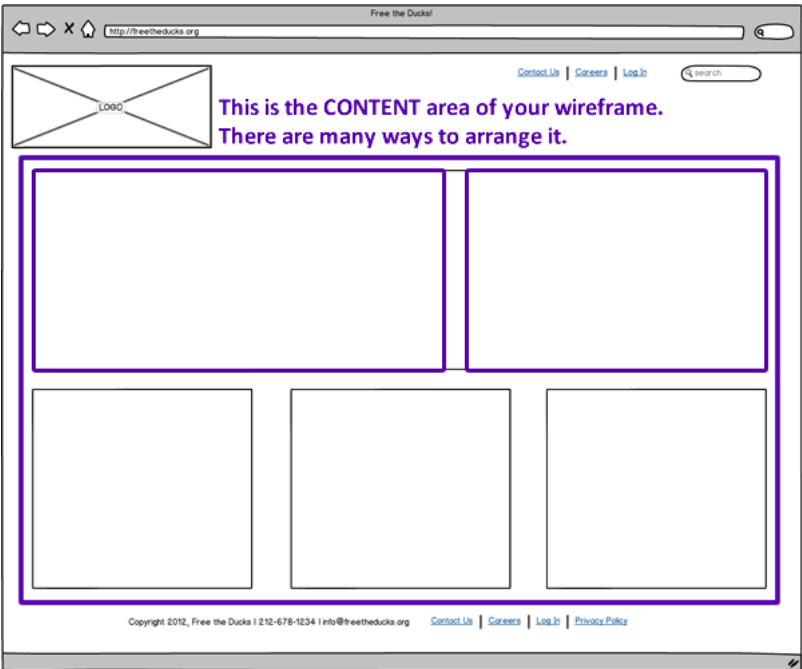 Free the Ducks!
http://freetheducks.org
Contact Us | Careers | Log In
search
LOGO
This is the CONTENT area of your wireframe.
There are many ways to arrange it.
Copyright 2012, Free the Ducks | 212-678-1234 | info@freetheducks.org Contact Us | Careers | Log In | Privacy Policy